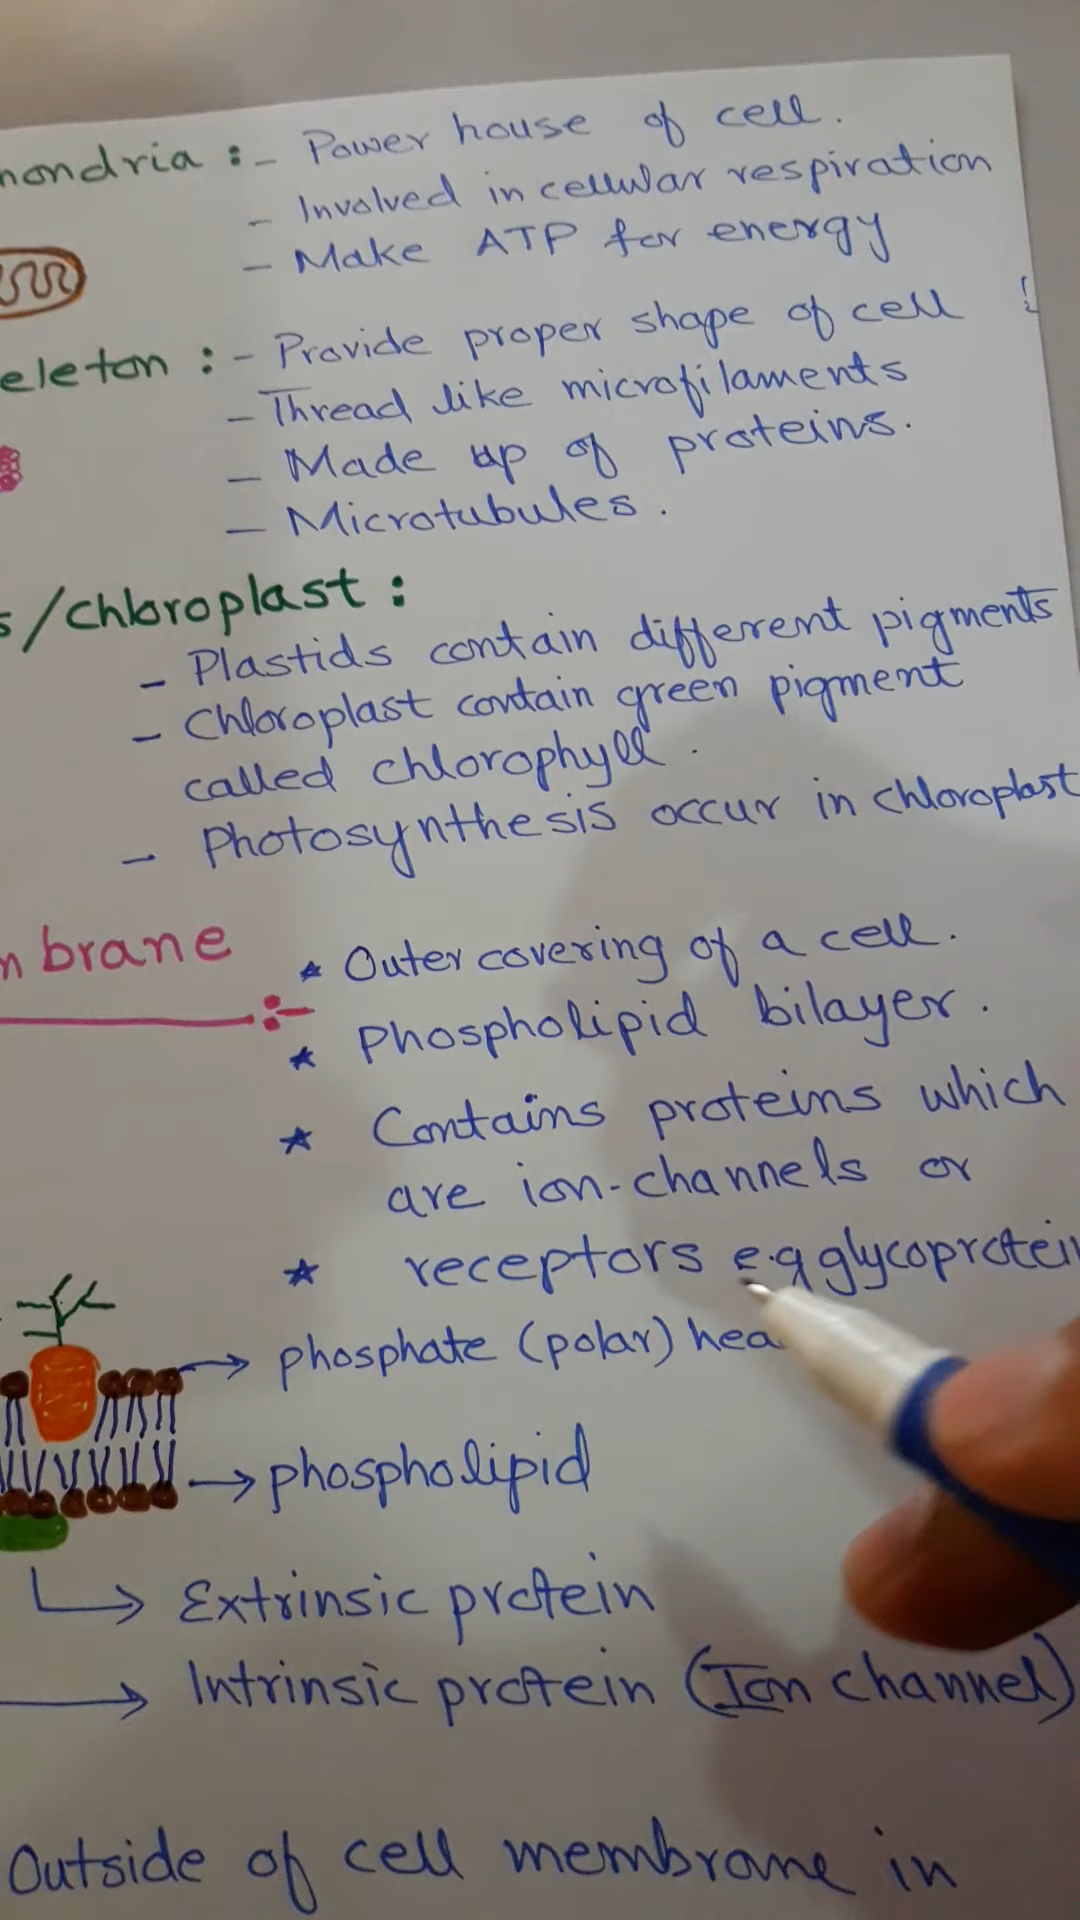 hondria :- Power house of cell.
- Involved in cellular respiration
- Make ATP for energy
eleton : - Provide proper shape of cell
- Thread like microfilaments
- Made up of proteins.
- Microtubules.
s/chloroplast :
- Plastids contain different pigments
- Chloroplast contain green pigment
called chlorophyll.
- Photosynthesis occur in chloroplast
mbrane :-
* Outer covering of a cell.
* Phospholipid bilayer.
* Contains proteins which
are ion-channels or
* receptors e.g glycoprotein
→ phosphate (polar) hea
→ phospholipid
→ Extrinsic protein
→ Intrinsic protein (Ion channel)
Outside of cell membrane in